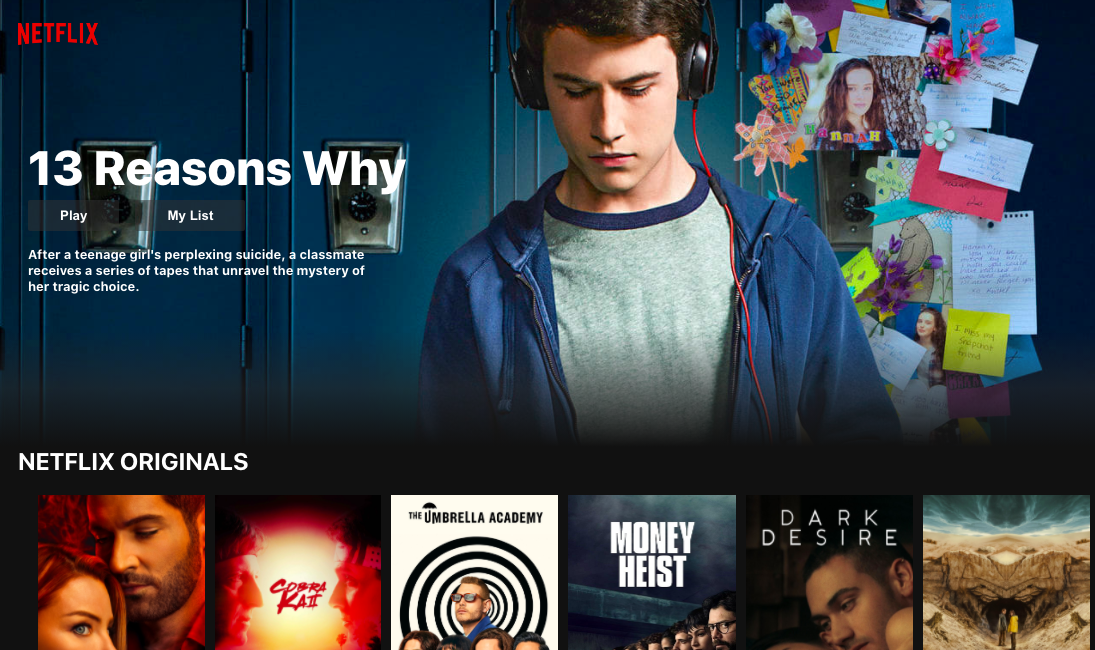 NETFLIX
13 Reasons Why
Play
My List
After a teenage girl's perplexing suicide, a classmate
receives a series of tapes that unravel the mystery of
her tragic choice.
HannaH
I Miss my
Snapchat
friend
NETFLIX ORIGINALS
COBRA
KAII
THE UMBRELLA ACADEMY
MONEY
HEIST
DARK
DESIRE